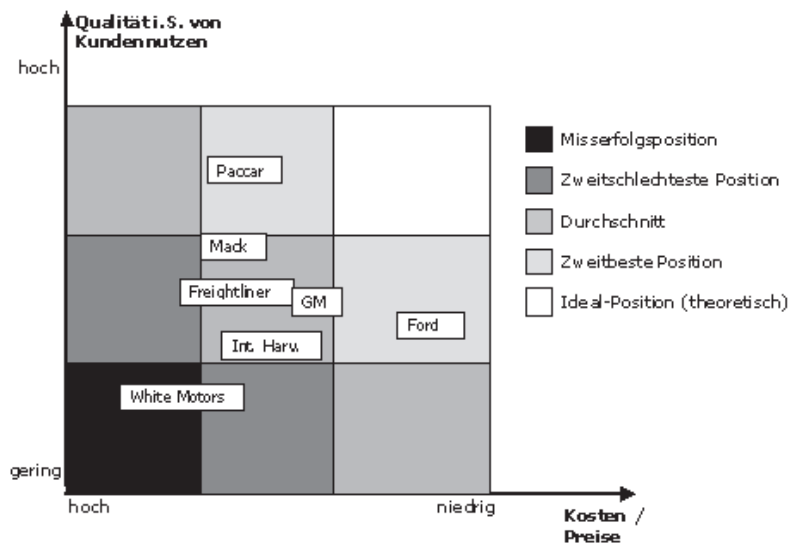 Qualität i.S. von
Kundennutzen
hoch
Paccar
Mack
Freightliner
GM
Ford
Int. Harv.
White Motors
gering
hoch
niedrig
Kosten /
Preise
Misserfolgsposition
Zweitschlechteste Position
Durchschnitt
Zweitbeste Position
Ideal-Position (theoretisch)